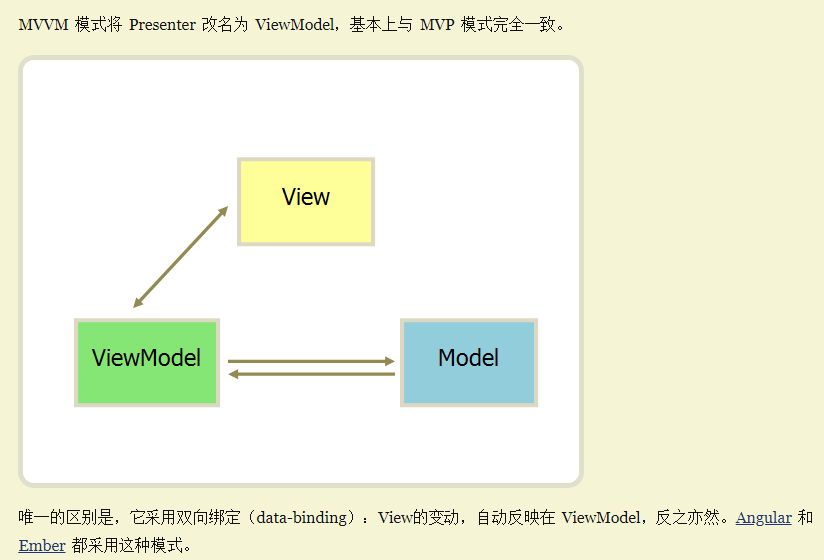 MVVM 模式将 Presenter 改名为 ViewModel，基本上与 MVP 模式完全一致。
View
ViewModel
Model
唯一的区别是，它采用双向绑定（data-binding）：View的变动，自动反映在 ViewModel，反之亦然。Angular 和
Ember 都采用这种模式。